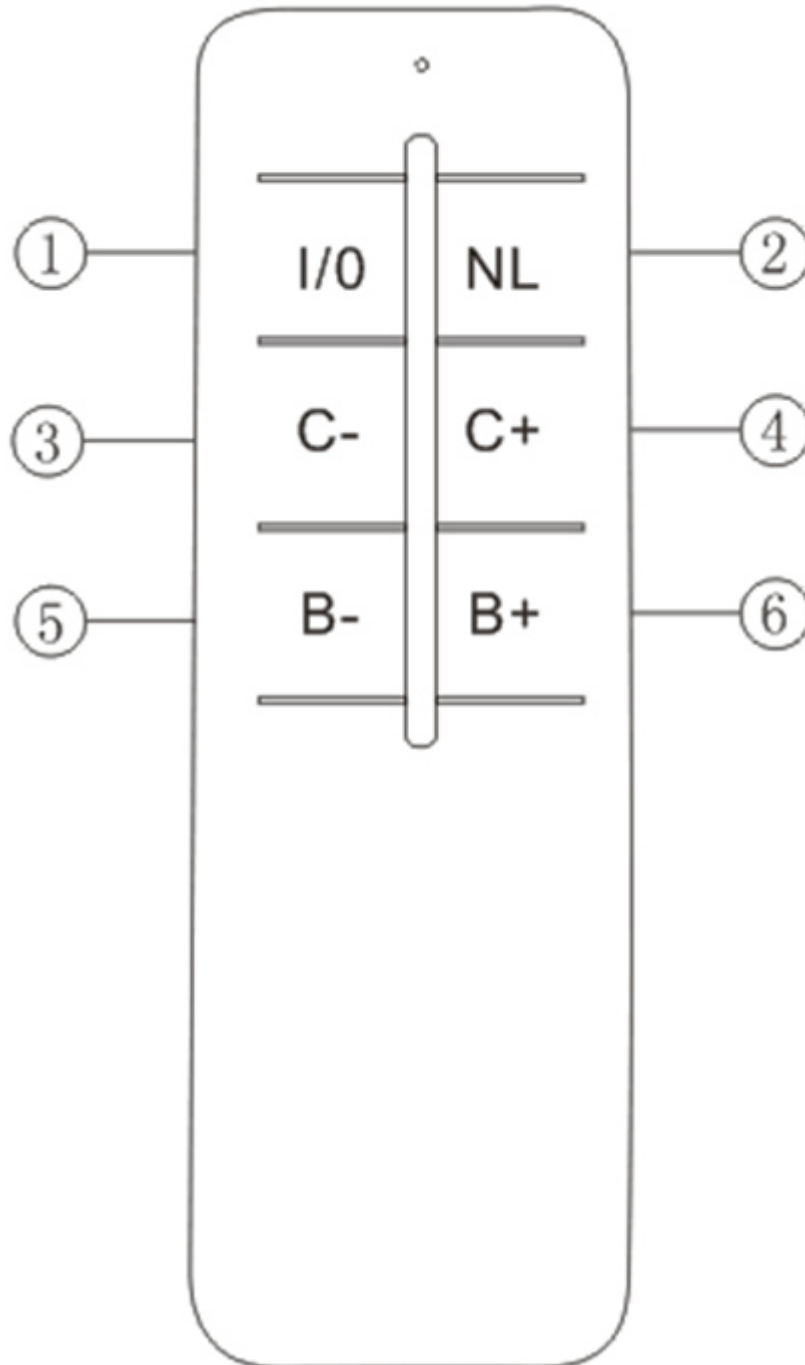 ① I/0 NL ②
③ C- C+ ④
⑤ B- B+ ⑥